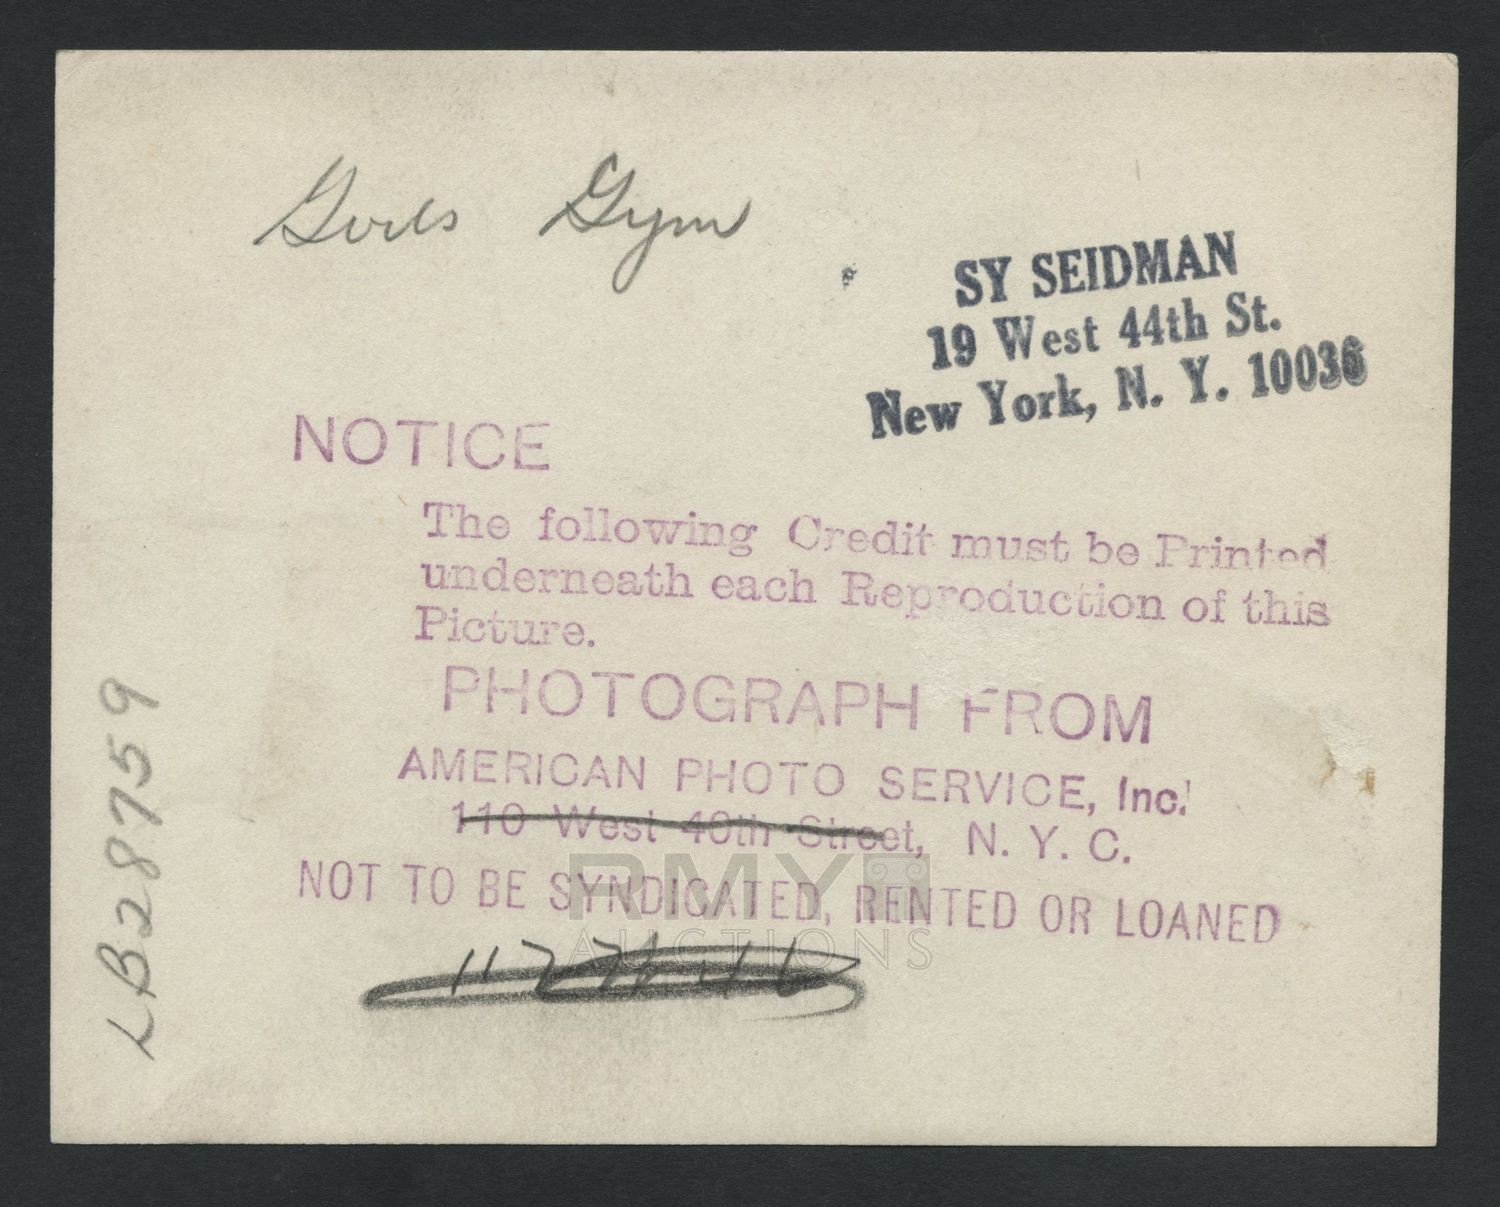 Girls Gym
SY SEIDMAN
19 West 44th St.
New York, N. Y. 10036
NOTICE
The following Credit must be Printed
underneath each Reproduction of this
Picture.
PHOTOGRAPH FROM
AMERICAN PHOTO SERVICE, Inc.
110 West 40th Street, N. Y. C.
NOT TO BE SYNDICATED, RENTED OR LOANED
RMY
AUCTIONS
LB28759